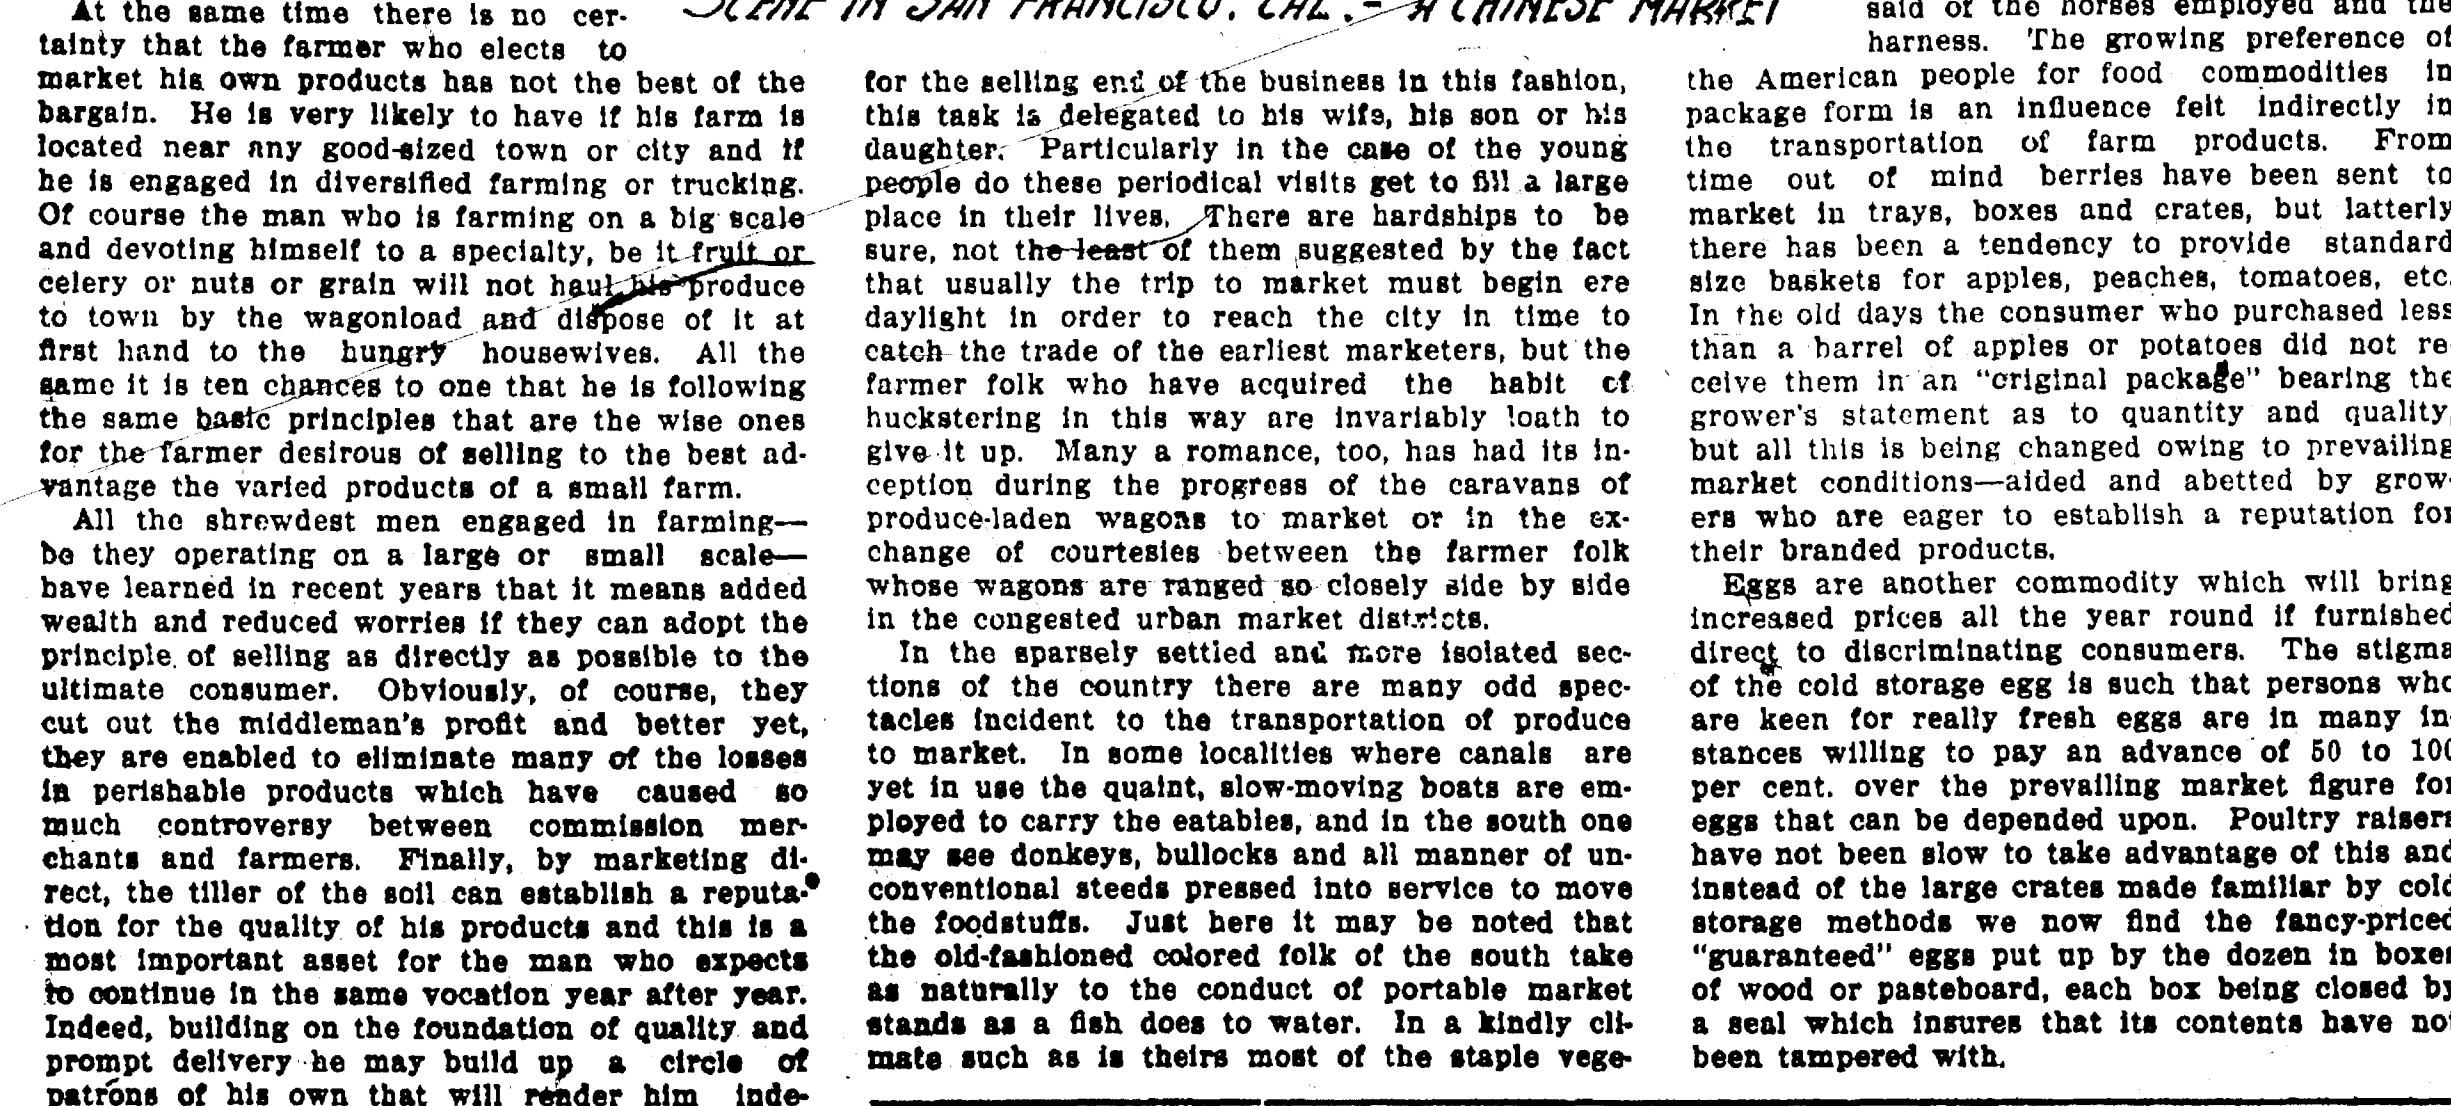 At the same time there is no cer-
tainty that the farmer who elects to
market his own products has not the best of the
bargain. He is very likely to have if his farm is
located near any good-sized town or city and if
he is engaged in diversified farming or trucking.
Of course the man who is farming on a big scale
and devoting himself to a specialty, be it fruit or
celery or nuts or grain will not haul his produce
to town by the wagonload and dispose of it at
first hand to the hungry housewives. All the
same it is ten chances to one that he is following
the same basic principles that are the wise ones
for the farmer desirous of selling to the best ad-
vantage the varied products of a small farm.
All the shrewdest men engaged in farming—
be they operating on a large or small scale—
have learned in recent years that it means added
wealth and reduced worries if they can adopt the
principle of selling as directly as possible to the
ultimate consumer. Obviously, of course, they
cut out the middleman's profit and better yet,
they are enabled to eliminate many of the losses
in perishable products which have caused so
much controversy between commission mer-
chants and farmers. Finally, by marketing di-
rect, the tiller of the soil can establish a reputa-
tion for the quality of his products and this is a
most important asset for the man who expects
to continue in the same vocation year after year.
Indeed, building on the foundation of quality and
prompt delivery he may build up a circle of
patrons of his own that will render him inde-
SCENE IN SAN FRANCISCO, CAL. - A CHINESE MARKET
for the selling end of the business in this fashion,
this task is delegated to his wife, his son or his
daughter. Particularly in the case of the young
people do these periodical visits get to fill a large
place in their lives. There are hardships to be
sure, not the least of them suggested by the fact
that usually the trip to market must begin ere
daylight in order to reach the city in time to
catch the trade of the earliest marketers, but the
farmer folk who have acquired the habit of
huckstering in this way are invariably loath to
give it up. Many a romance, too, has had its in-
ception during the progress of the caravans of
produce-laden wagons to market or in the ex-
change of courtesies between the farmer folk
whose wagons are ranged so closely side by side
in the congested urban market districts.
In the sparsely settled and more isolated sec-
tions of the country there are many odd spec-
tacles incident to the transportation of produce
to market. In some localities where canals are
yet in use the quaint, slow-moving boats are em-
ployed to carry the eatables, and in the south one
may see donkeys, bullocks and all manner of un-
conventional steeds pressed into service to move
the foodstuffs. Just here it may be noted that
the old-fashioned colored folk of the south take
as naturally to the conduct of portable market
stands as a fish does to water. In a kindly cli-
mate such as is theirs most of the staple vege-
said of the horses employed and the
harness. The growing preference of
the American people for food commodities in
package form is an influence felt indirectly in
the transportation of farm products. From
time out of mind berries have been sent to
market in trays, boxes and crates, but latterly
there has been a tendency to provide standard
size baskets for apples, peaches, tomatoes, etc.
In the old days the consumer who purchased less
than a barrel of apples or potatoes did not re-
ceive them in an "original package" bearing the
grower's statement as to quantity and quality,
but all this is being changed owing to prevailing
market conditions—aided and abetted by grow-
ers who are eager to establish a reputation for
their branded products.
Eggs are another commodity which will bring
increased prices all the year round if furnished
direct to discriminating consumers. The stigma
of the cold storage egg is such that persons who
are keen for really fresh eggs are in many in-
stances willing to pay an advance of 50 to 100
per cent. over the prevailing market figure for
eggs that can be depended upon. Poultry raisers
have not been slow to take advantage of this and
instead of the large crates made familiar by cold
storage methods we now find the fancy-priced
"guaranteed" eggs put up by the dozen in boxes
of wood or pasteboard, each box being closed by
a seal which insures that its contents have not
been tampered with.